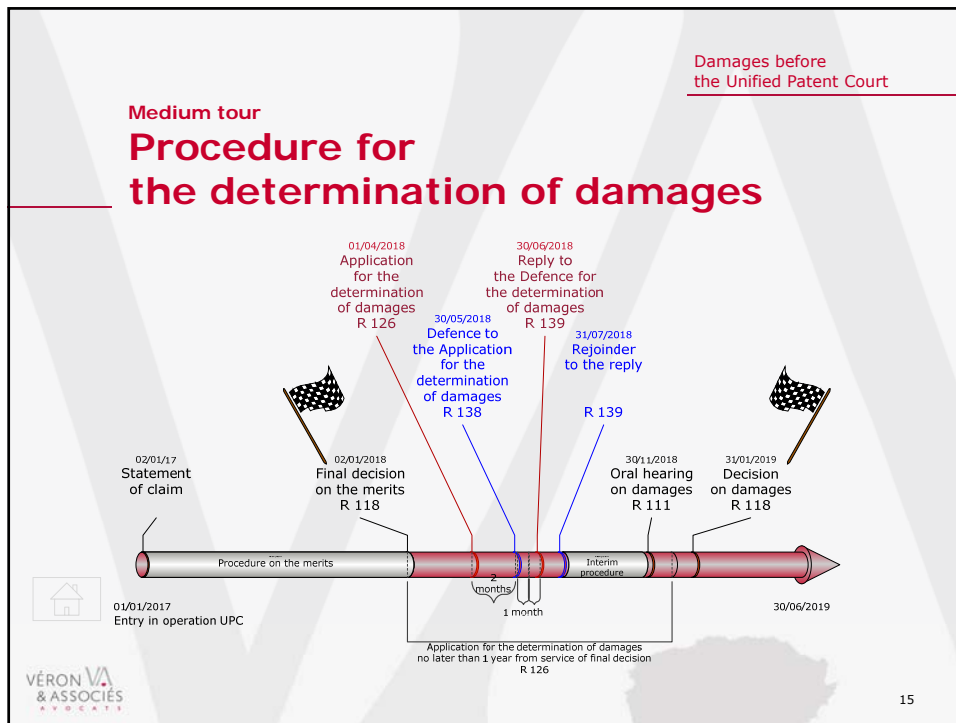 Damages before
the Unified Patent Court
Medium tour
Procedure for
the determination of damages
01/04/2018
Application
for the
determination
of damages
R 126
30/05/2018
Defence to
the Application
for the
determination
of damages
R 138
30/06/2018
Reply to
the Defence for
the determination
of damages
R 139
31/07/2018
Rejoinder
to the reply
R 139
02/01/17
Statement
of claim
02/01/2018
Final decision
on the merits
R 118
30/11/2018
Oral hearing
on damages
R 111
31/01/2019
Decision
on damages
R 118
Procedure on the merits
Interim
procedure
2
months
1 month
01/01/2017
Entry in operation UPC
30/06/2019
Application for the determination of damages
no later than 1 year from service of final decision
R 126
VÉRON VA
& ASSOCIÉS
AVOCATS
15